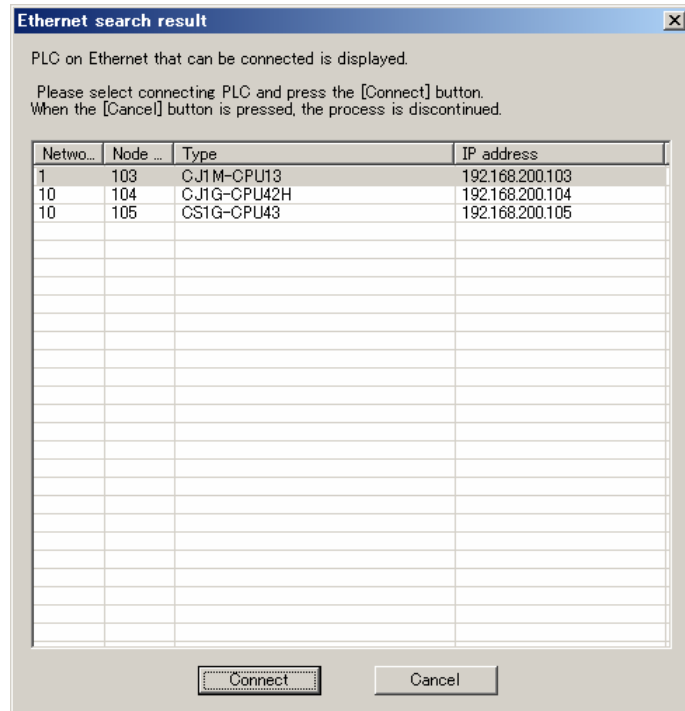 Ethernet search result
PLC on Ethernet that can be connected is displayed.
Please select connecting PLC and press the [Connect] button.
When the [Cancel] button is pressed, the process is discontinued.
Netwo... Node ... Type IP address
1 103 CJ1M-CPU13 192.168.200.103
10 104 CJ1G-CPU42H 192.168.200.104
10 105 CS1G-CPU43 192.168.200.105
Connect Cancel